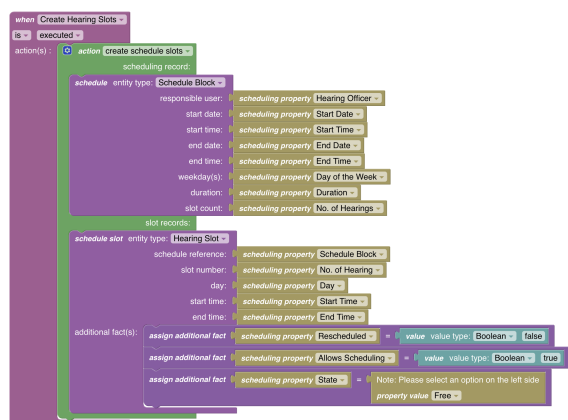 when Create Hearing Slots
is executed
action(s) : action create schedule slots
scheduling record:
schedule entity type: Schedule Block
responsible user: scheduling property Hearing Officer
start date: scheduling property Start Date
start time: scheduling property Start Time
end date: scheduling property End Date
end time: scheduling property End Time
weekday(s): scheduling property Day of the Week
duration: scheduling property Duration
slot count: scheduling property No. of Hearings
slot records:
schedule slot entity type: Hearing Slot
schedule reference: scheduling property Schedule Block
slot number: scheduling property No. of Hearing
day: scheduling property Day
start time: scheduling property Start Time
end time: scheduling property End Time
additional fact(s): assign additional fact scheduling property Rescheduled = value value type: Boolean false
assign additional fact scheduling property Allows Scheduling = value value type: Boolean true
assign additional fact scheduling property State = Note: Please select an option on the left side
property value Free